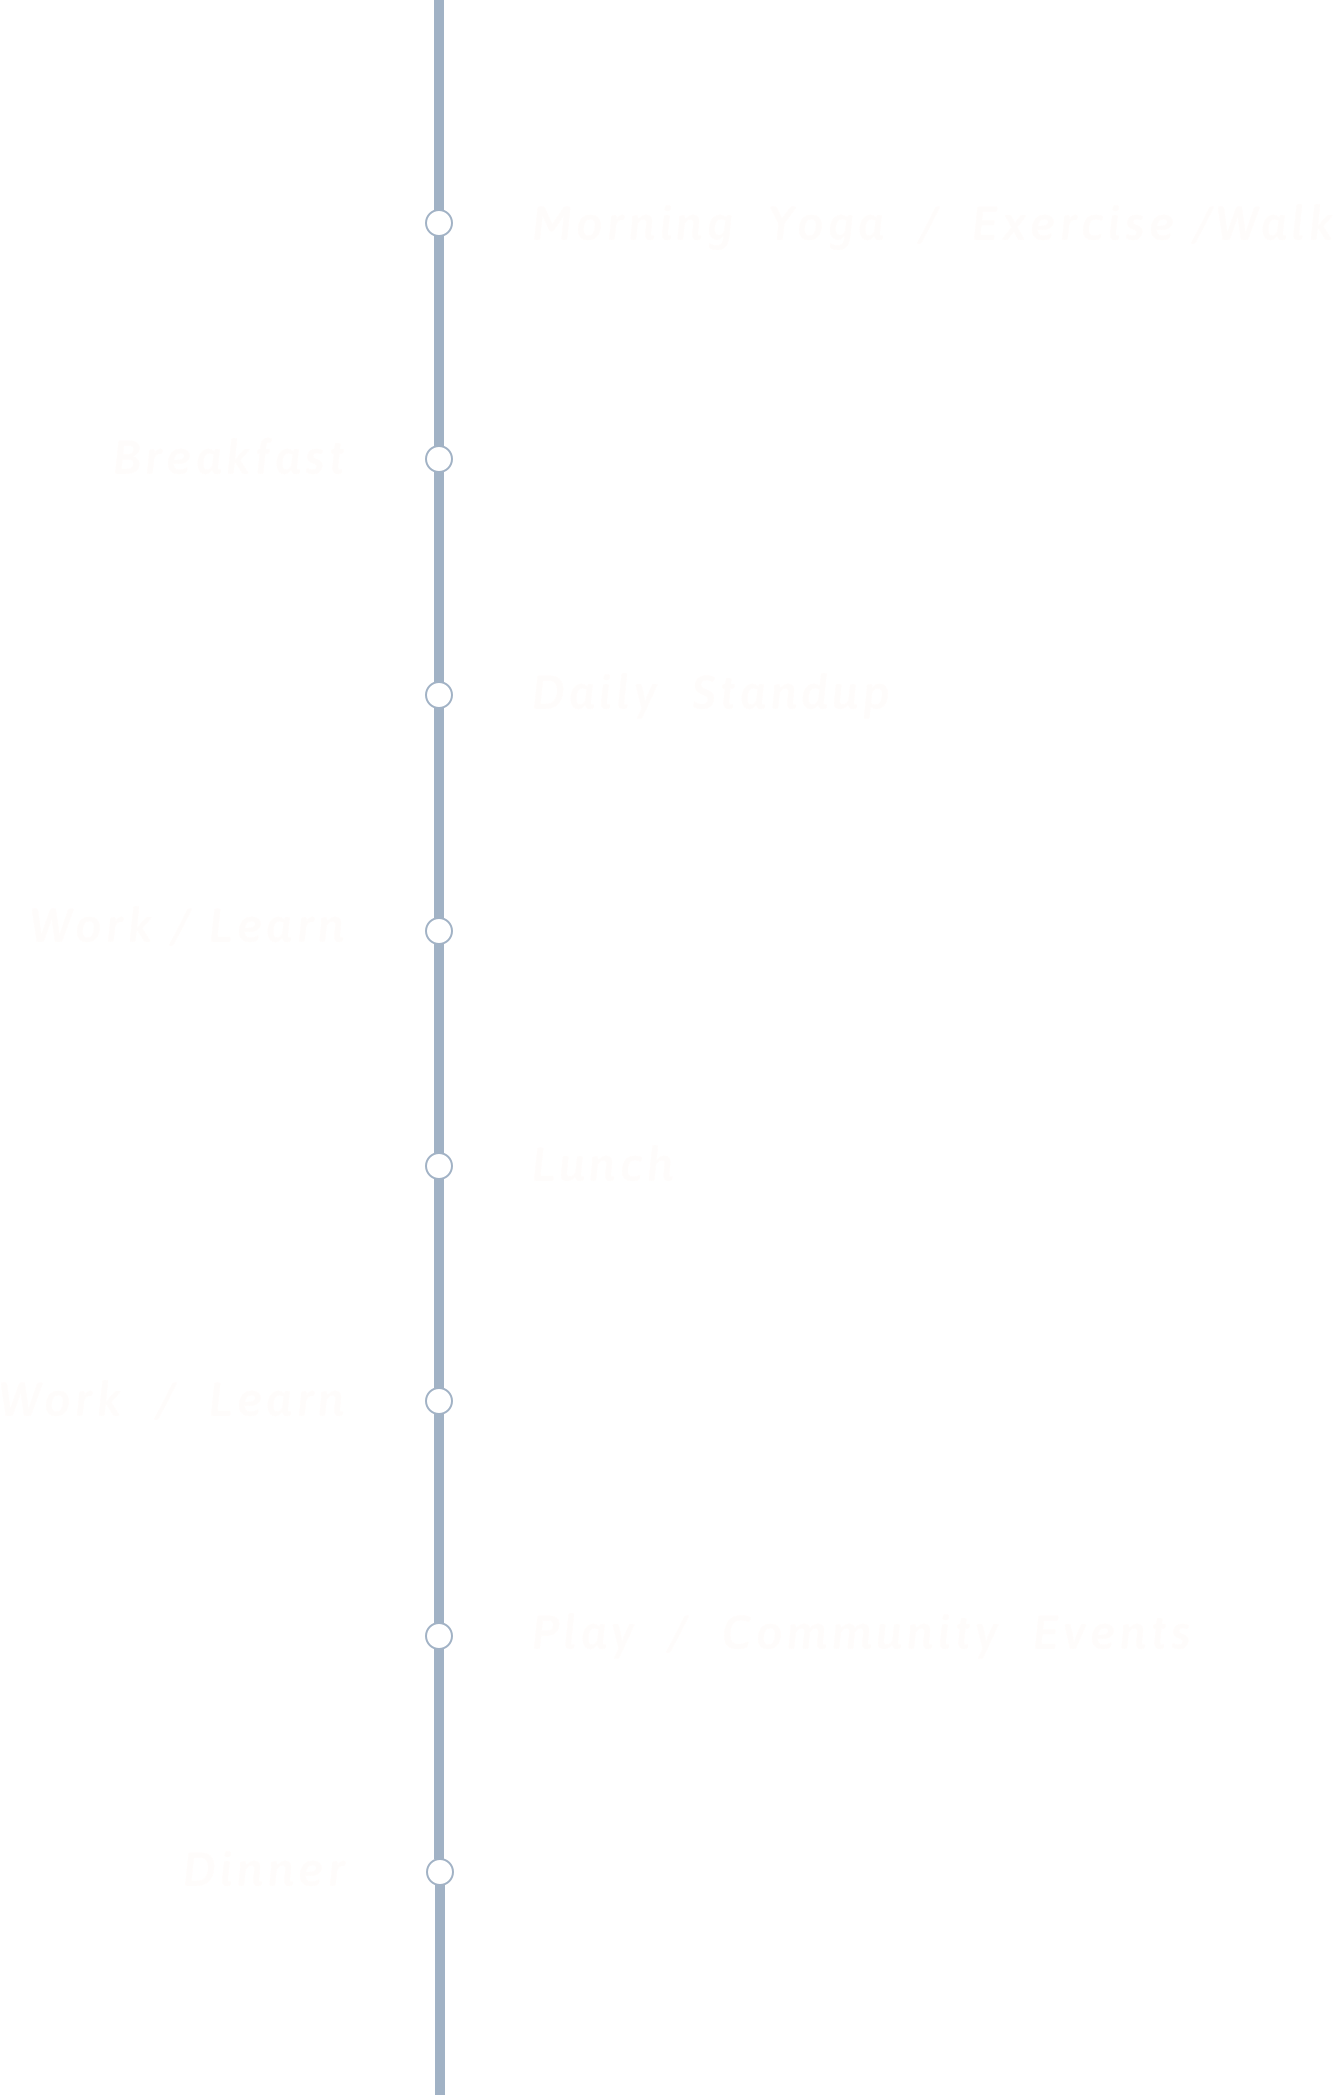 Morning Yoga / Exercise /Walk
Breakfast
Daily Standup
Work / Learn
Lunch
Work / Learn
Play / Community Events
Dinner